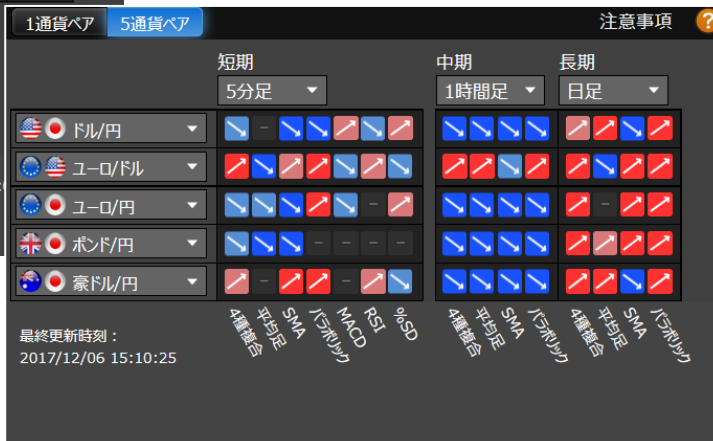 1通貨ペア 5通貨ペア 注意事項 ?
短期 中期 長期
5分足 1時間足 日足
ドル/円
ユーロ/ドル
ユーロ/円
ポンド/円
豪ドル/円
4種複合 平均足 SMA パラボリック MACD RSI %SD 4種複合 平均足 SMA パラボリック 4種複合 平均足 SMA パラボリック
最終更新時刻：
2017/12/06 15:10:25